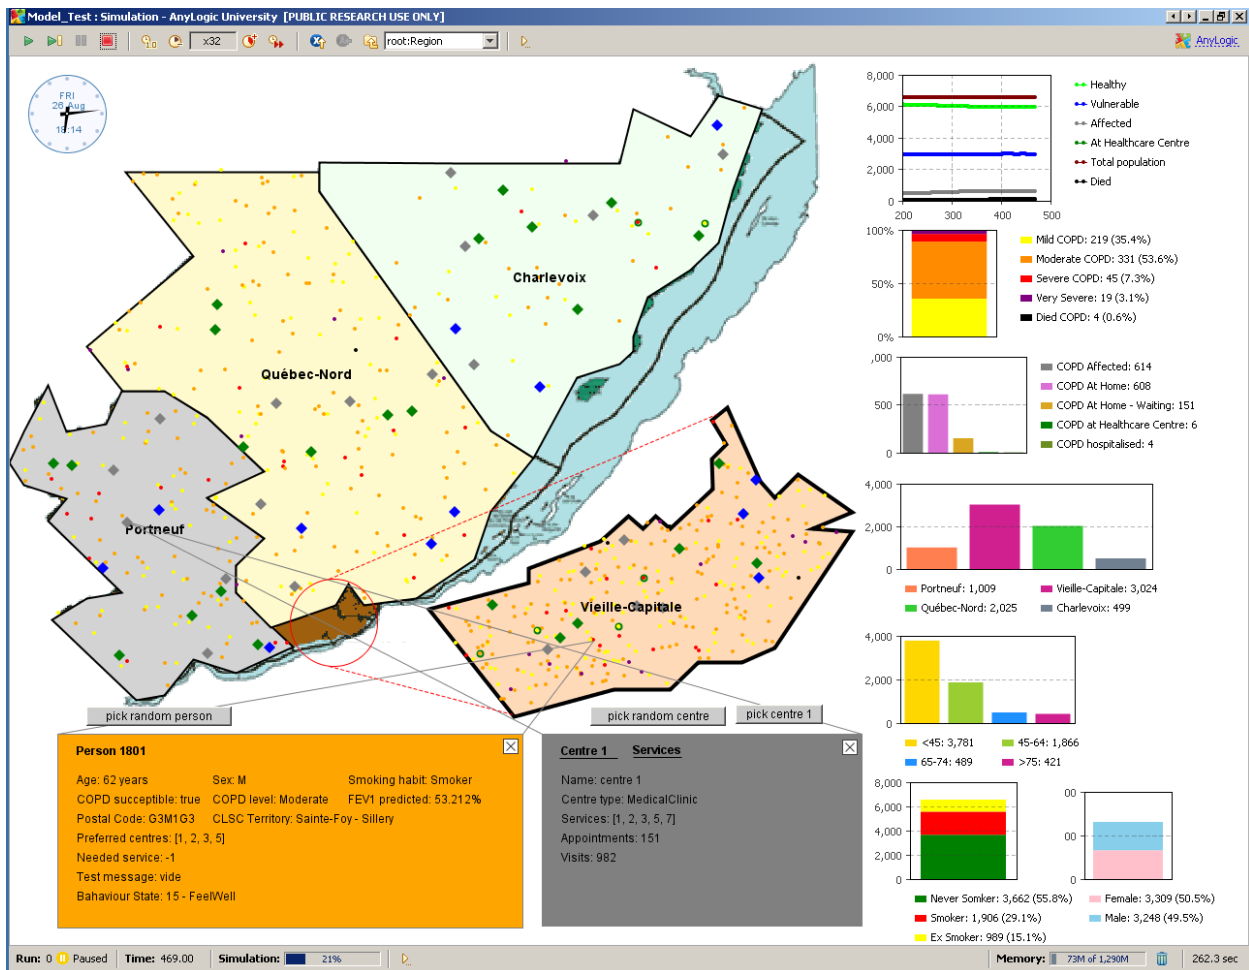 Model_Test : Simulation - AnyLogic University [PUBLIC RESEARCH USE ONLY]
x32
root:Region
AnyLogic
FRI
26 Aug
18:14
Charlevoix
Québec-Nord
Portneuf
Vieille-Capitale
8,000
6,000
4,000
2,000
0
200 300 400 500
Healthy
Vulnerable
Affected
At Healthcare Centre
Total population
Died
100%
50%
0%
Mild COPD: 219 (35.4%)
Moderate COPD: 331 (53.6%)
Severe COPD: 45 (7.3%)
Very Severe: 19 (3.1%)
Died COPD: 4 (0.6%)
,000
500
0
COPD Affected: 614
COPD At Home: 608
COPD At Home - Waiting: 151
COPD at Healthcare Centre: 6
COPD hospitalised: 4
4,000
2,000
0
Portneuf: 1,009 Vieille-Capitale: 3,024
Québec-Nord: 2,025 Charlevoix: 499
4,000
2,000
0
<45: 3,781 45-64: 1,866
65-74: 489 >75: 421
8,000
6,000
4,000
2,000
0
Never Somker: 3,662 (55.8%)
Smoker: 1,906 (29.1%)
Ex Smoker: 989 (15.1%)
00
00
0
Female: 3,309 (50.5%)
Male: 3,248 (49.5%)
pick random person
pick random centre
pick centre 1
Person 1801
Age: 62 years Sex: M Smoking habit: Smoker
COPD succeptible: true COPD level: Moderate FEV1 predicted: 53.212%
Postal Code: G3M1G3 CLSC Territory: Sainte-Foy - Sillery
Preferred centres: [1, 2, 3, 5]
Needed service: -1
Test message: vide
Bahaviour State: 15 - FeelWell
Centre 1 Services
Name: centre 1
Centre type: MedicalClinic
Services: [1, 2, 3, 5, 7]
Appointments: 151
Visits: 982
Run: 0 Paused Time: 469.00 Simulation: 21% Memory: 73M of 1,290M 262.3 sec